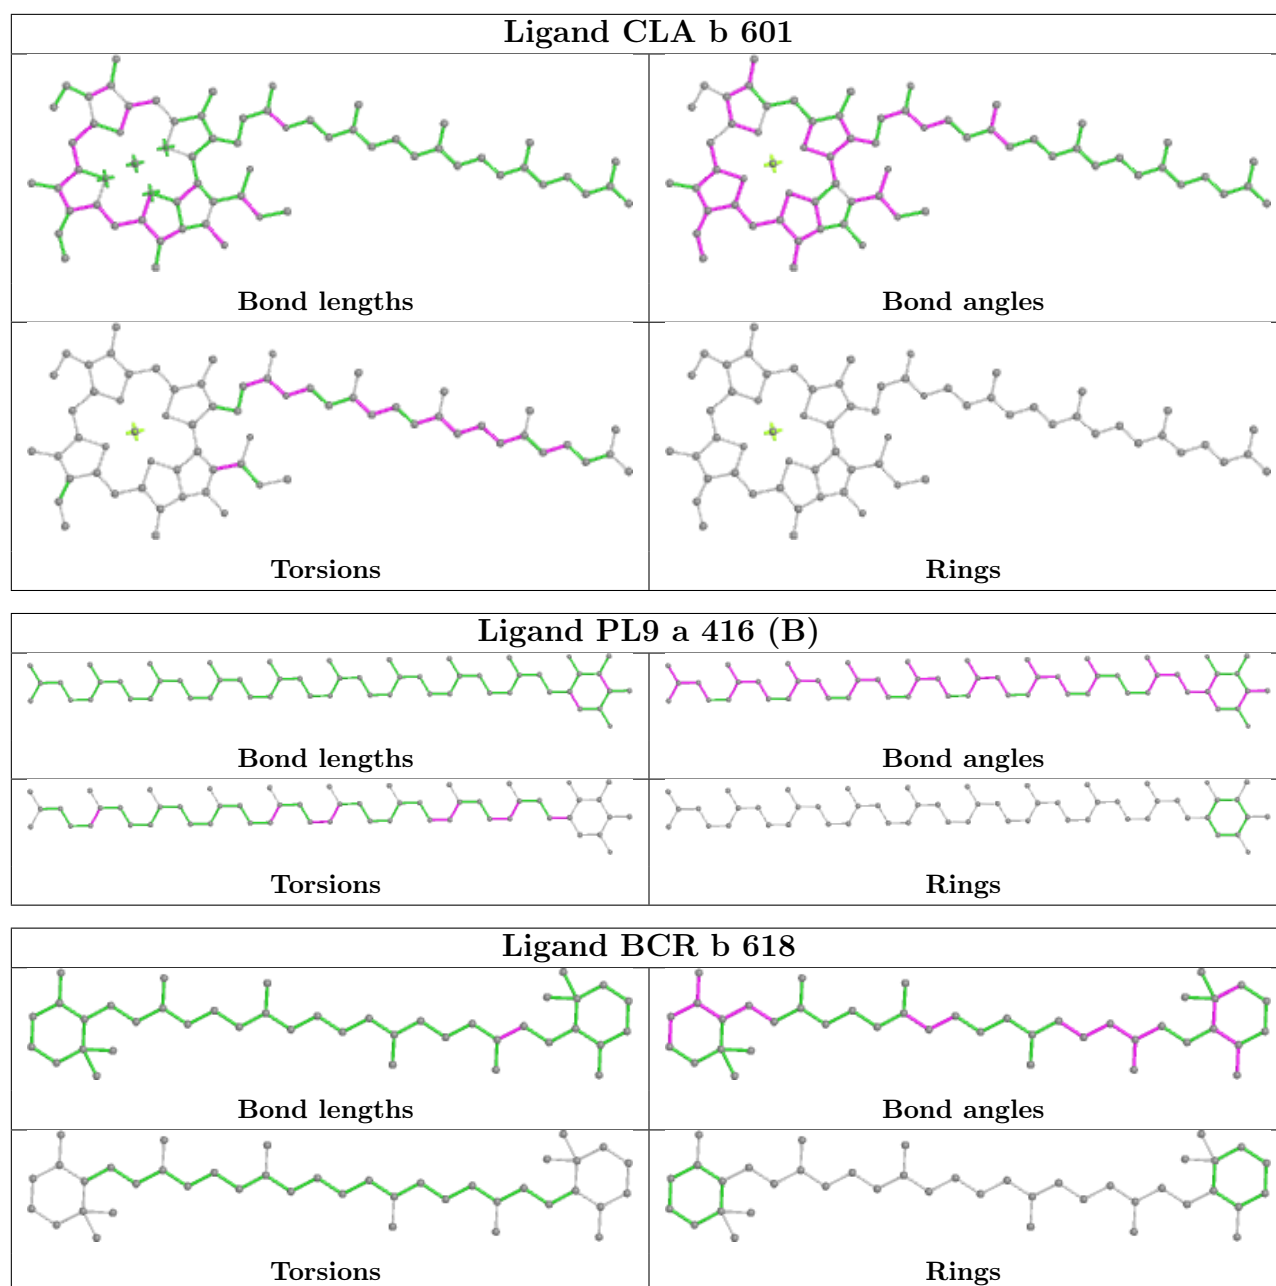 Ligand CLA b 601
Bond lengths
Bond angles
Torsions
Rings
Ligand PL9 a 416 (B)
Bond lengths
Bond angles
Torsions
Rings
Ligand BCR b 618
Bond lengths
Bond angles
Torsions
Rings